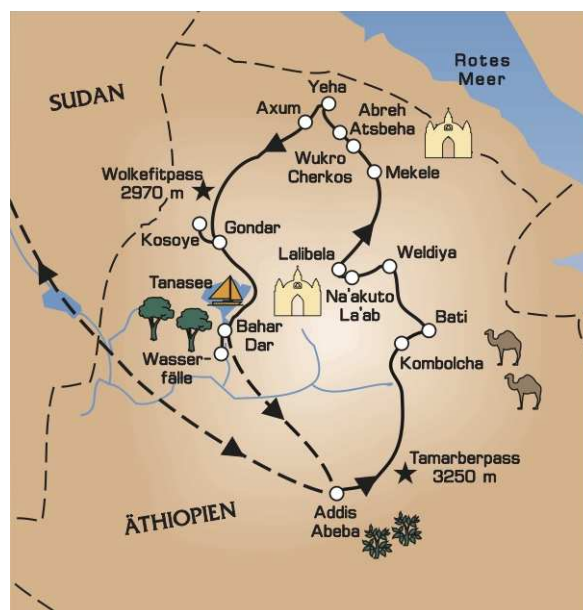 Rotes
Meer
SUDAN
Yeha
Axum
Abreh
Atsbeha
Wukro
Cherkos
Mekele
Wolkefitpass
2970 m
Kosoye
Gondar
Lalibela
Weldiya
Na'akuto
La'ab
Tanasee
Bahar
Dar
Bati
Wasser-
fälle
Kombolcha
Tamarberpass
3250 m
Addis
Abeba
ÄTHIOPIEN